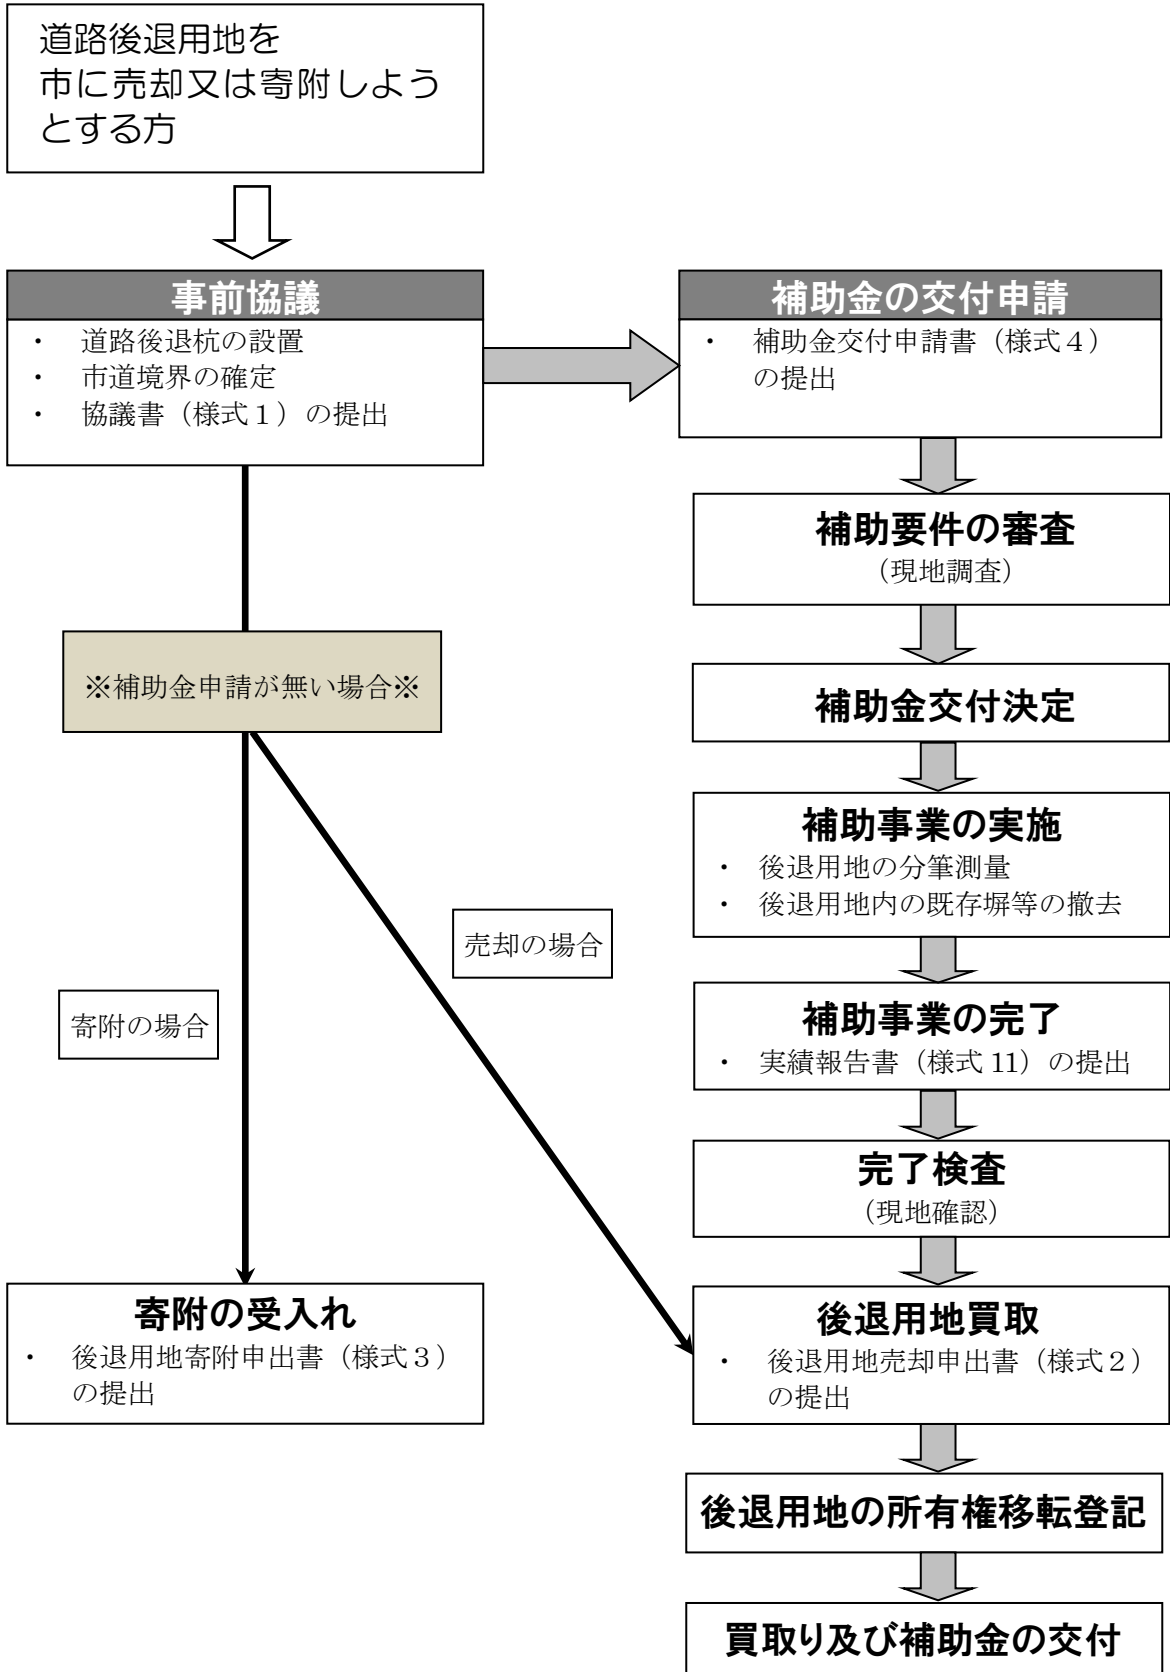 道路後退用地を
市に売却又は寄附しよう
とする方
事前協議
・ 道路後退杭の設置
・ 市道境界の確定
・ 協議書（様式１）の提出
補助金の交付申請
・ 補助金交付申請書（様式４）
の提出
補助要件の審査
（現地調査）
※補助金申請が無い場合※
補助金交付決定
補助事業の実施
・ 後退用地の分筆測量
・ 後退用地内の既存塀等の撤去
売却の場合
寄附の場合
補助事業の完了
・ 実績報告書（様式 11）の提出
完了検査
（現地確認）
寄附の受入れ
・ 後退用地寄附申出書（様式３）
の提出
後退用地買取
・ 後退用地売却申出書（様式２）
の提出
後退用地の所有権移転登記
買取り及び補助金の交付